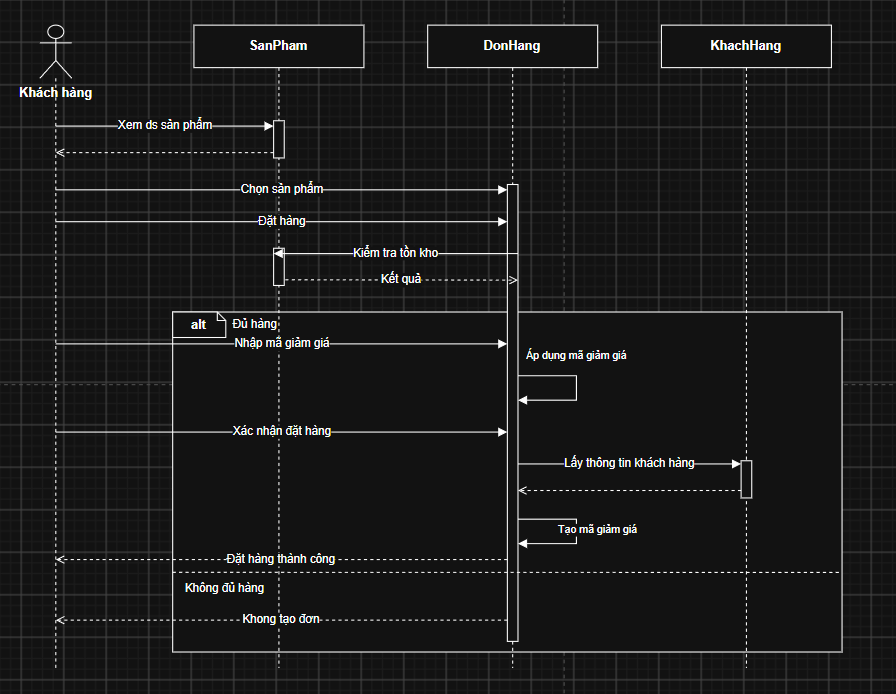 SanPham
DonHang
KhachHang
Khách hàng
Xem ds sản phẩm
Chọn sản phẩm
Đặt hàng
Kiểm tra tồn kho
Kết quả
alt
Đủ hàng
Nhập mã giảm giá
Áp dụng mã giảm giá
Xác nhận đặt hàng
Lấy thông tin khách hàng
Tạo mã giảm giá
Đặt hàng thành công
Không đủ hàng
Khong tạo đơn